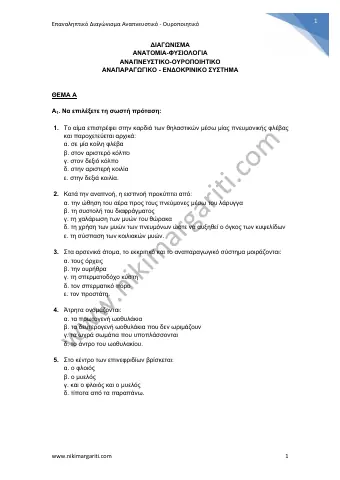 Επαναληπτικό Διαγώνισμα Αναπνευστικό - Ουροποιητικό
1
ΔΙΑΓΩΝΙΣΜΑ
ΑΝΑΤΟΜΙΑ-ΦΥΣΙΟΛΟΓΙΑ
ΑΝΑΠΝΕΥΣΤΙΚΟ-ΟΥΡΟΠΟΙΗΤΙΚΟ
ΑΝΑΠΑΡΑΓΩΓΙΚΟ - ΕΝΔΟΚΡΙΝΙΚΟ ΣΥΣΤΗΜΑ
ΘΕΜΑ Α
Α₁. Να επιλέξετε τη σωστή πρόταση:
1. Το αίμα επιστρέφει στην καρδιά των θηλαστικών μέσω μίας πνευμονικής φλέβας
και παροχετεύεται αρχικά:
α. σε μία κοίλη φλέβα
β. στον αριστερό κόλπο
γ. στον δεξιό κόλπο
δ. στην αριστερή κοιλία
ε. στην δεξιά κοιλία.
2. Κατά την αναπνοή, η εισπνοή προκύπτει από:
α. την ώθηση του αέρα προς τους πνεύμονες μέσω του λάρυγγα
β. τη συστολή του διαφράγματος
γ. τη χαλάρωση των μυών του θώρακα
δ. τη χρήση των μυών των πνευμόνων ώστε να αυξηθεί ο όγκος των κυψελίδων
ε. τη σύσπαση των κοιλιακών μυών.
3. Στα αρσενικά άτομα, το εκκριτικό και το αναπαραγωγικό σύστημα μοιράζονται:
α. τους όρχεις
β. την ουρήθρα
γ. τη σπερματοδόχο κύστη
δ. τον σπερματικό πόρο
ε. τον προστάτη.
4. Άτρητα ονομάζονται:
α. τα πρωτογενή ωοθυλάκια
β. τα δευτερογενή ωοθυλάκια που δεν ωριμάζουν
γ. τα ωχρά σωμάτια που υποπλάσσονται
δ. το άντρο του ωοθυλακίου.
5. Στο κέντρο των επινεφριδίων βρίσκεται:
α. ο φλοιός
β. ο μυελός
γ. και ο φλοιός και ο μυελός
δ. τίποτα από τα παραπάνω.
www.nikimargariti.com
www.nikimargariti.com
1